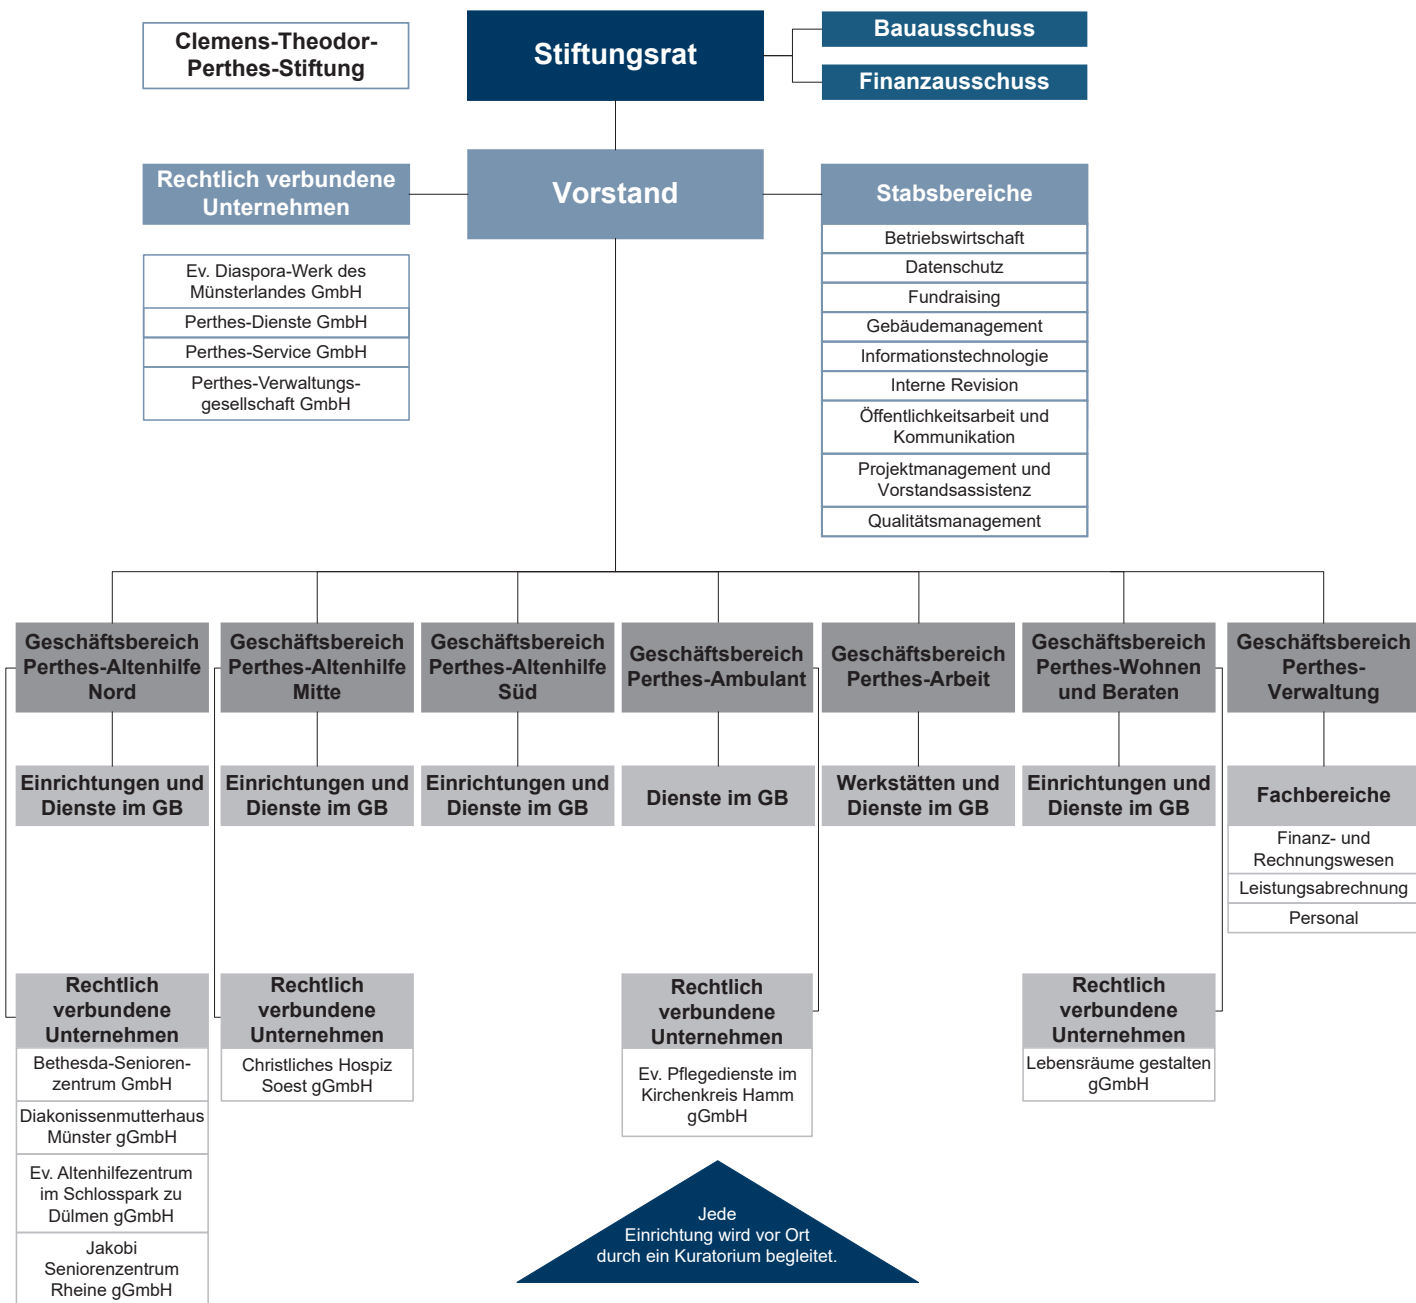 Clemens-Theodor-
Perthes-Stiftung
Stiftungsrat
Bauausschuss
Finanzausschuss
Rechtlich verbundene
Unternehmen
Vorstand
Stabsbereiche
Ev. Diaspora-Werk des
Münsterlandes GmbH
Perthes-Dienste GmbH
Perthes-Service GmbH
Perthes-Verwaltungs-
gesellschaft GmbH
Betriebswirtschaft
Datenschutz
Fundraising
Gebäudemanagement
Informationstechnologie
Interne Revision
Öffentlichkeitsarbeit und
Kommunikation
Projektmanagement und
Vorstandsassistenz
Qualitätsmanagement
Geschäftsbereich
Perthes-Altenhilfe
Nord
Geschäftsbereich
Perthes-Altenhilfe
Mitte
Geschäftsbereich
Perthes-Altenhilfe
Süd
Geschäftsbereich
Perthes-Ambulant
Geschäftsbereich
Perthes-Arbeit
Geschäftsbereich
Perthes-Wohnen
und Beraten
Geschäftsbereich
Perthes-
Verwaltung
Einrichtungen und
Dienste im GB
Einrichtungen und
Dienste im GB
Einrichtungen und
Dienste im GB
Dienste im GB
Werkstätten und
Dienste im GB
Einrichtungen und
Dienste im GB
Fachbereiche
Finanz- und
Rechnungswesen
Leistungsabrechnung
Personal
Rechtlich
verbundene
Unternehmen
Bethesda-Senioren-
zentrum GmbH
Diakonissenmutterhaus
Münster gGmbH
Ev. Altenhilfezentrum
im Schlosspark zu
Dülmen gGmbH
Jakobi
Seniorenzentrum
Rheine gGmbH
Rechtlich
verbundene
Unternehmen
Christliches Hospiz
Soest gGmbH
Rechtlich
verbundene
Unternehmen
Ev. Pflegedienste im
Kirchenkreis Hamm
gGmbH
Rechtlich
verbundene
Unternehmen
Lebensräume gestalten
gGmbH
Jede
Einrichtung wird vor Ort
durch ein Kuratorium begleitet.